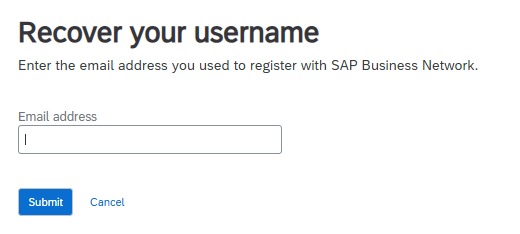 Recover your username
Enter the email address you used to register with SAP Business Network.
Email address
Submit
Cancel